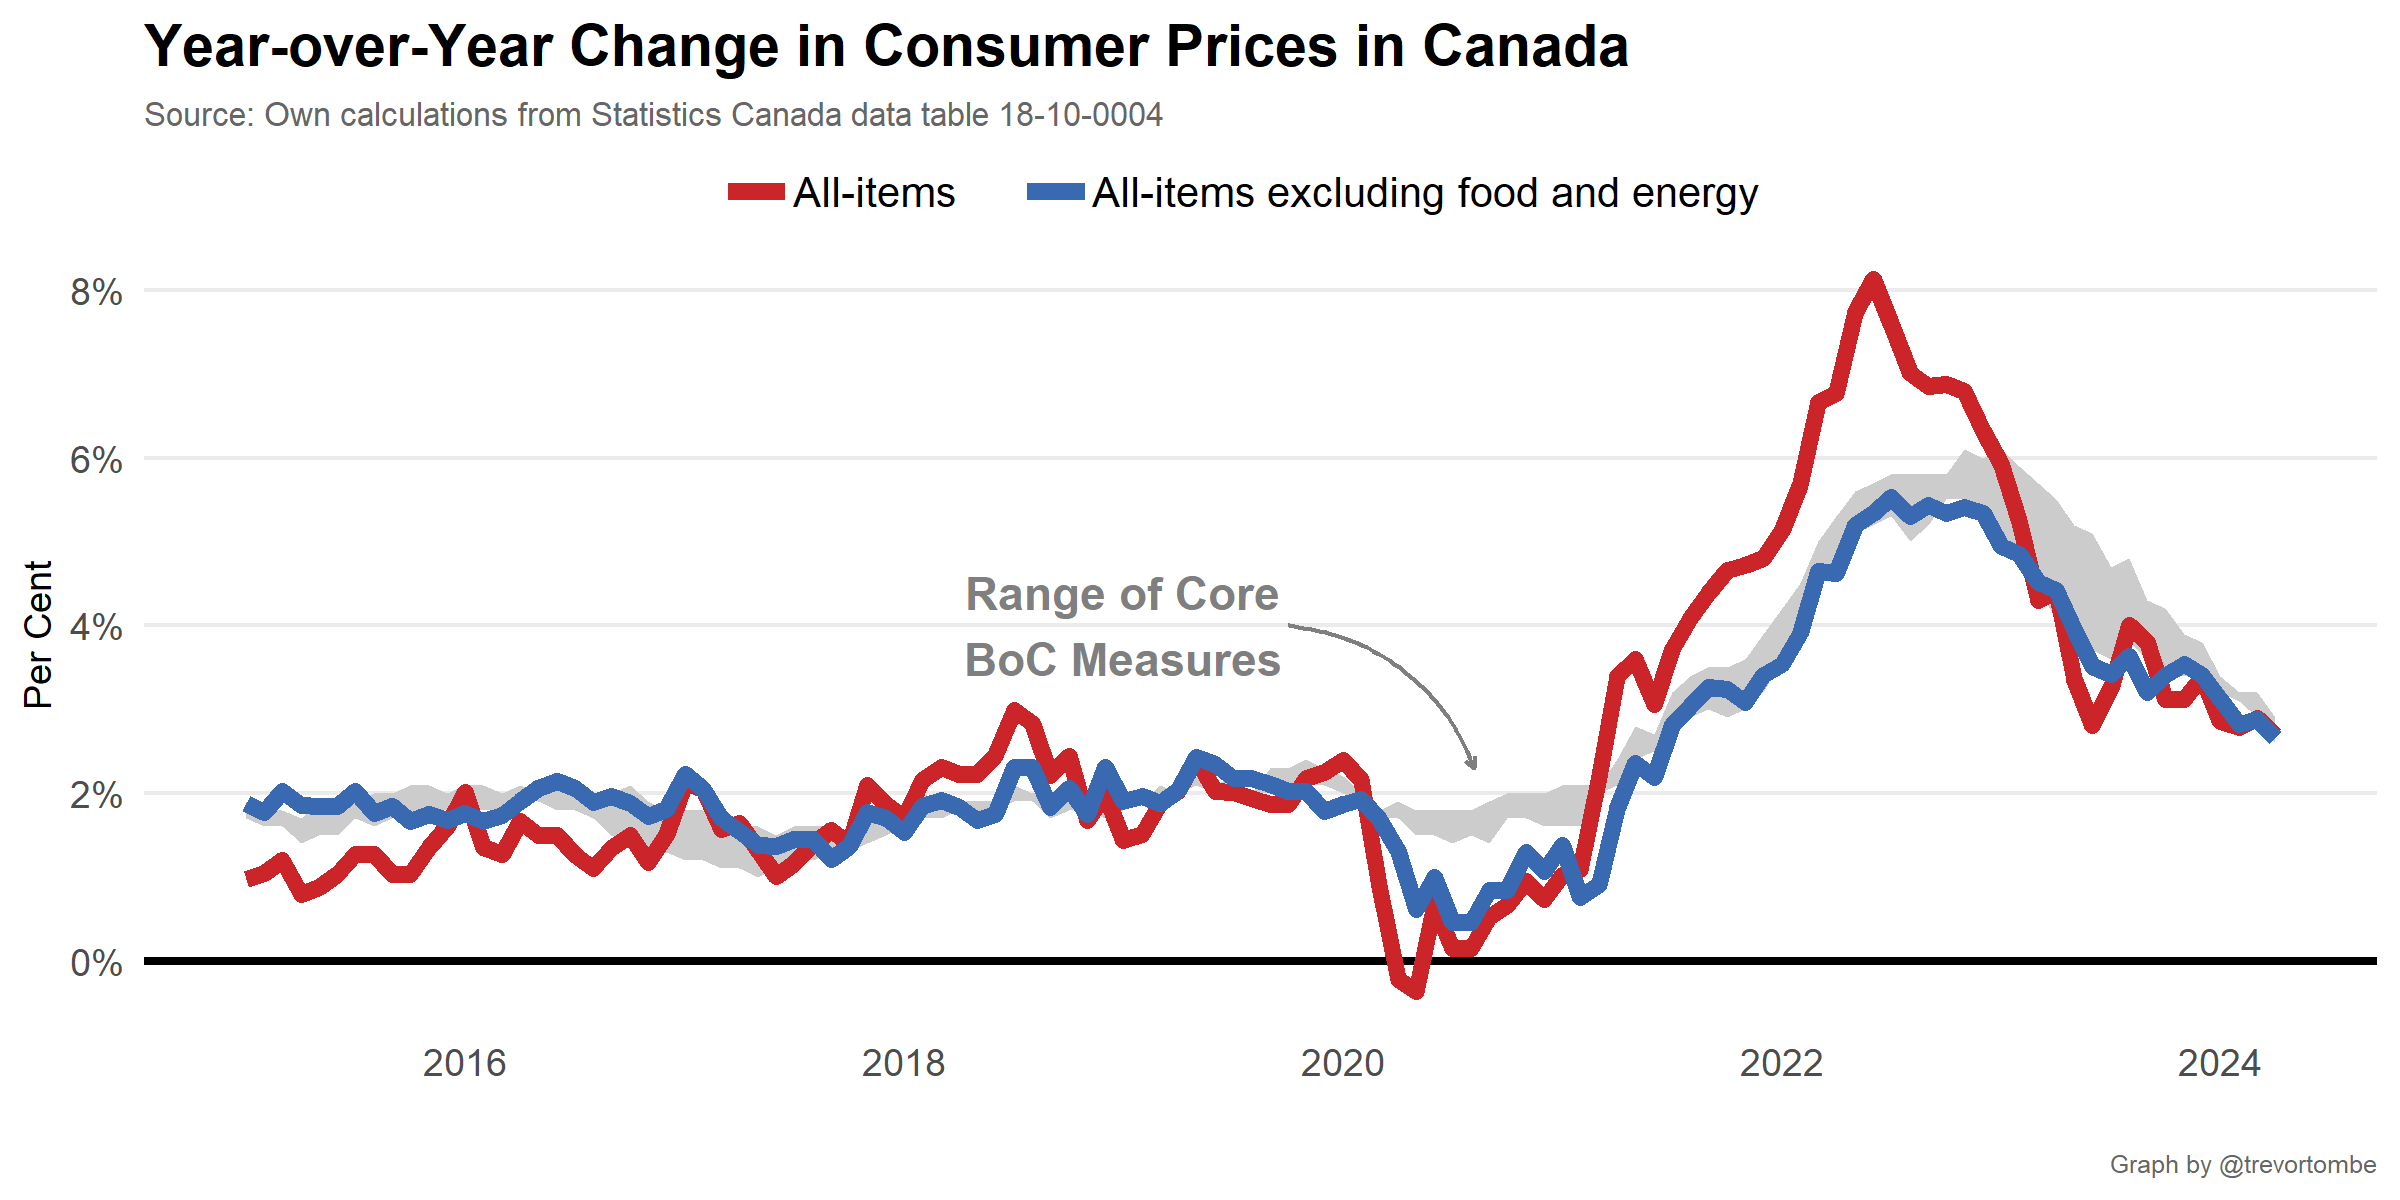 Year-over-Year Change in Consumer Prices in Canada
Source: Own calculations from Statistics Canada data table 18-10-0004
All-items
All-items excluding food and energy
8%
6%
4%
2%
0%
Per Cent
Range of Core
BoC Measures
2016
2018
2020
2022
2024
Graph by @trevortombe